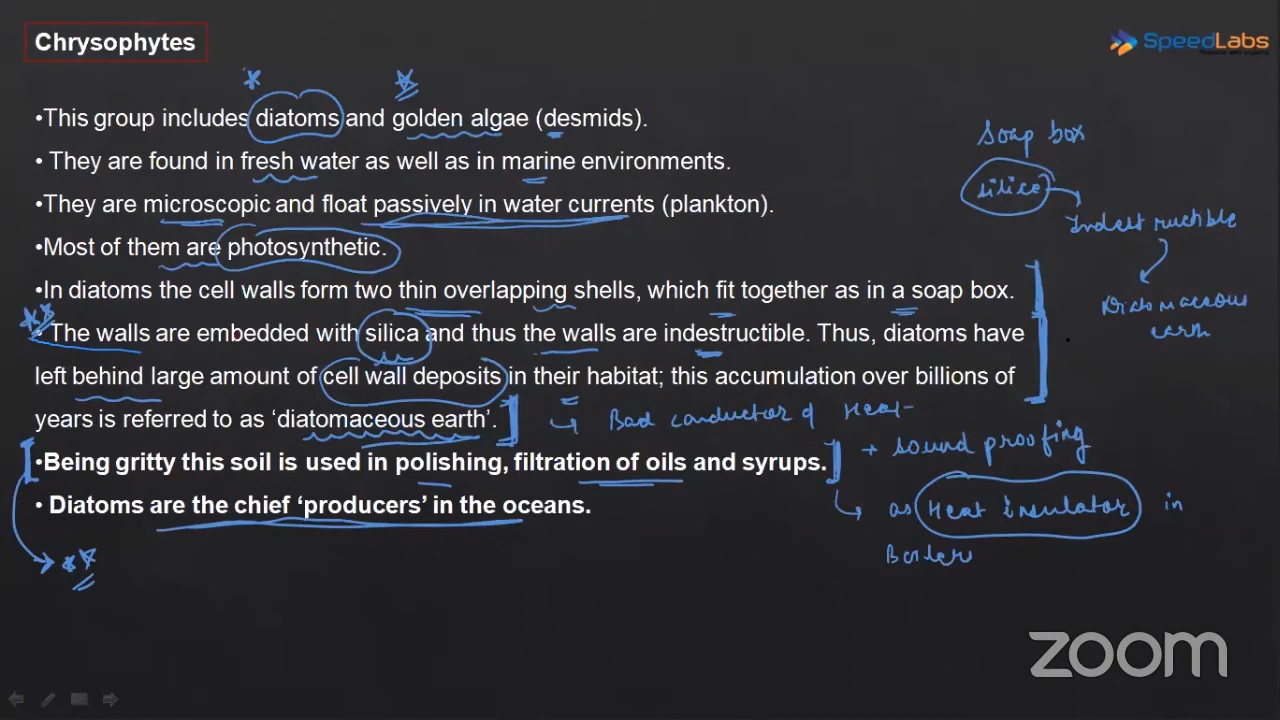 Chrysophytes
SpeedLabs
•This group includes diatoms and golden algae (desmids).
• They are found in fresh water as well as in marine environments.
•They are microscopic and float passively in water currents (plankton).
•Most of them are photosynthetic.
•In diatoms the cell walls form two thin overlapping shells, which fit together as in a soap box.
• The walls are embedded with silica and thus the walls are indestructible. Thus, diatoms have
left behind large amount of cell wall deposits in their habitat; this accumulation over billions of
years is referred to as ‘diatomaceous earth’.
•Being gritty this soil is used in polishing, filtration of oils and syrups.
• Diatoms are the chief ‘producers’ in the oceans.
Soap box
silica
Indestructible
Diatomaceous
earth
Bad conductor of Heat
+ sound proofing
as Heat insulator in
Boilers
zoom